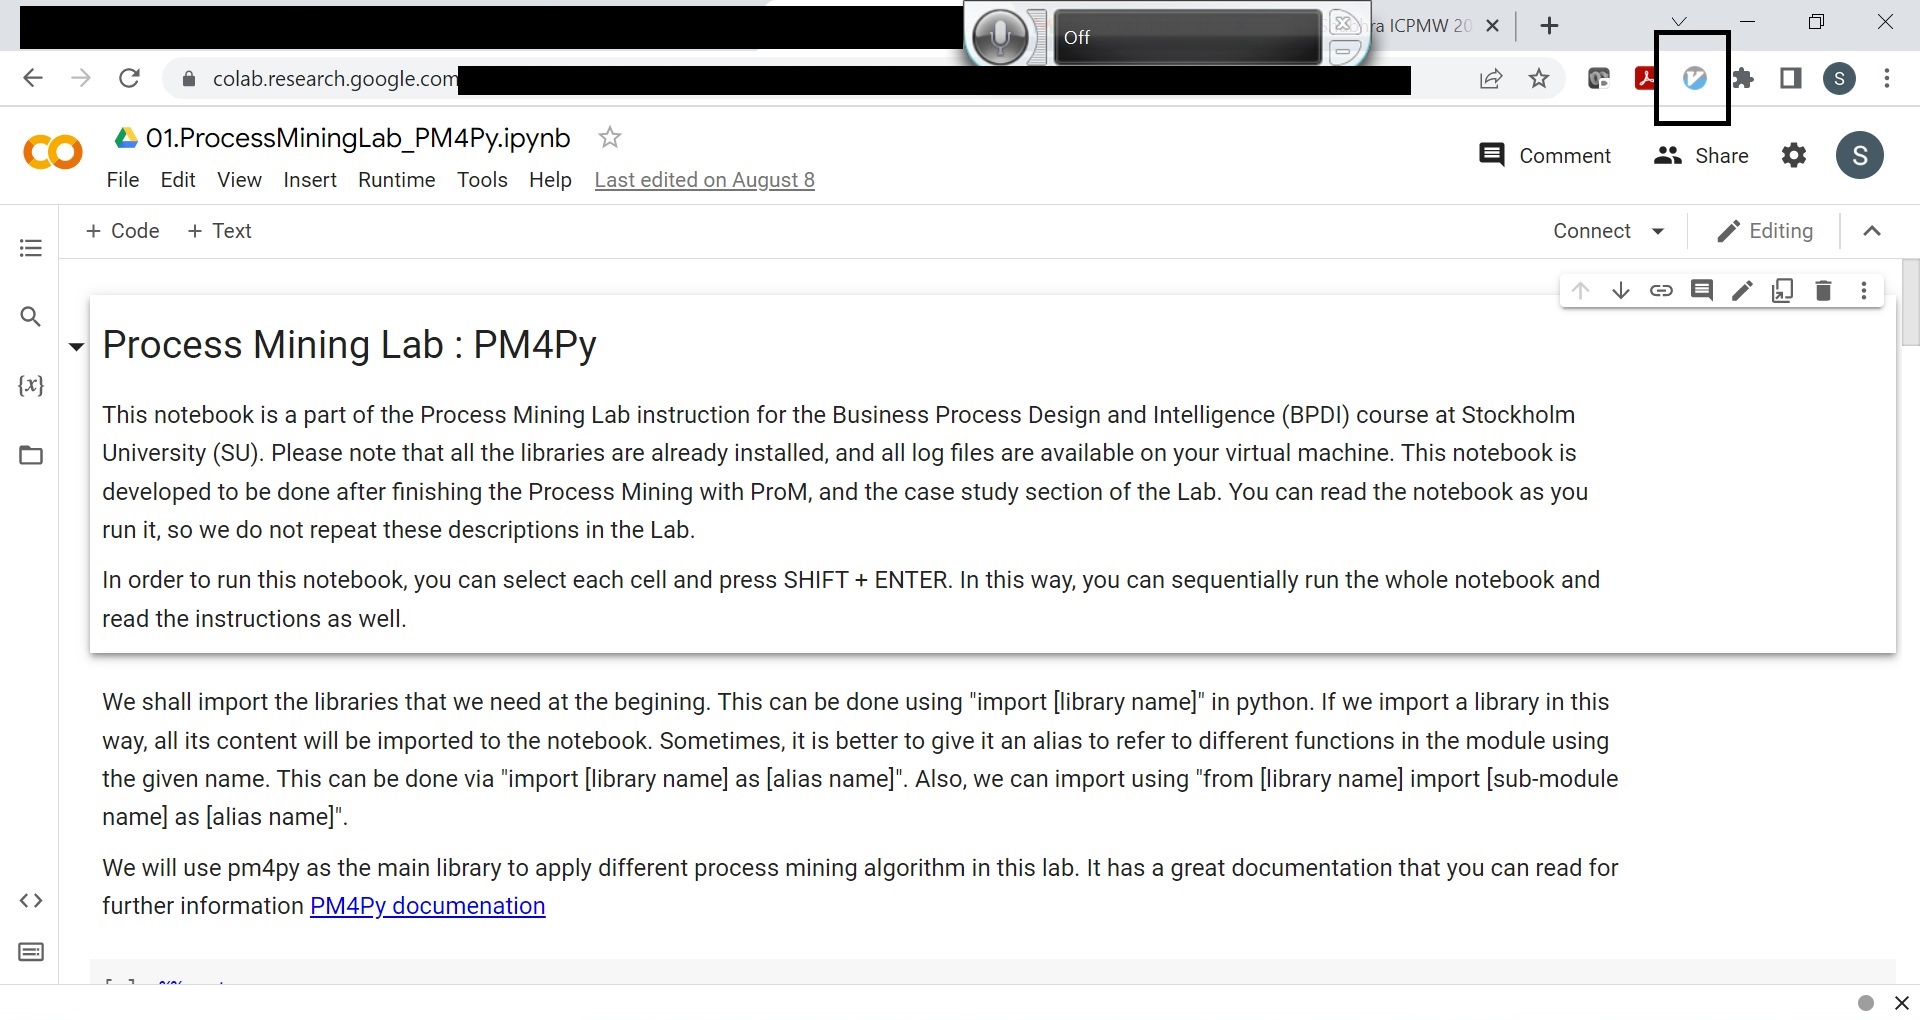 Off
ra ICPMW 20
colab.research.google.com
S
01.ProcessMiningLab_PM4Py.ipynb
Comment
Share
S
File Edit View Insert Runtime Tools Help Last edited on August 8
+ Code + Text
Connect
Editing
{x}
Process Mining Lab : PM4Py
This notebook is a part of the Process Mining Lab instruction for the Business Process Design and Intelligence (BPDI) course at Stockholm
University (SU). Please note that all the libraries are already installed, and all log files are available on your virtual machine. This notebook is
developed to be done after finishing the Process Mining with ProM, and the case study section of the Lab. You can read the notebook as you
run it, so we do not repeat these descriptions in the Lab.
In order to run this notebook, you can select each cell and press SHIFT + ENTER. In this way, you can sequentially run the whole notebook and
read the instructions as well.
We shall import the libraries that we need at the begining. This can be done using "import [library name]" in python. If we import a library in this
way, all its content will be imported to the notebook. Sometimes, it is better to give it an alias to refer to different functions in the module using
the given name. This can be done via "import [library name] as [alias name]". Also, we can import using "from [library name] import [sub-module
name] as [alias name]".
We will use pm4py as the main library to apply different process mining algorithm in this lab. It has a great documentation that you can read for
further information PM4Py documenation